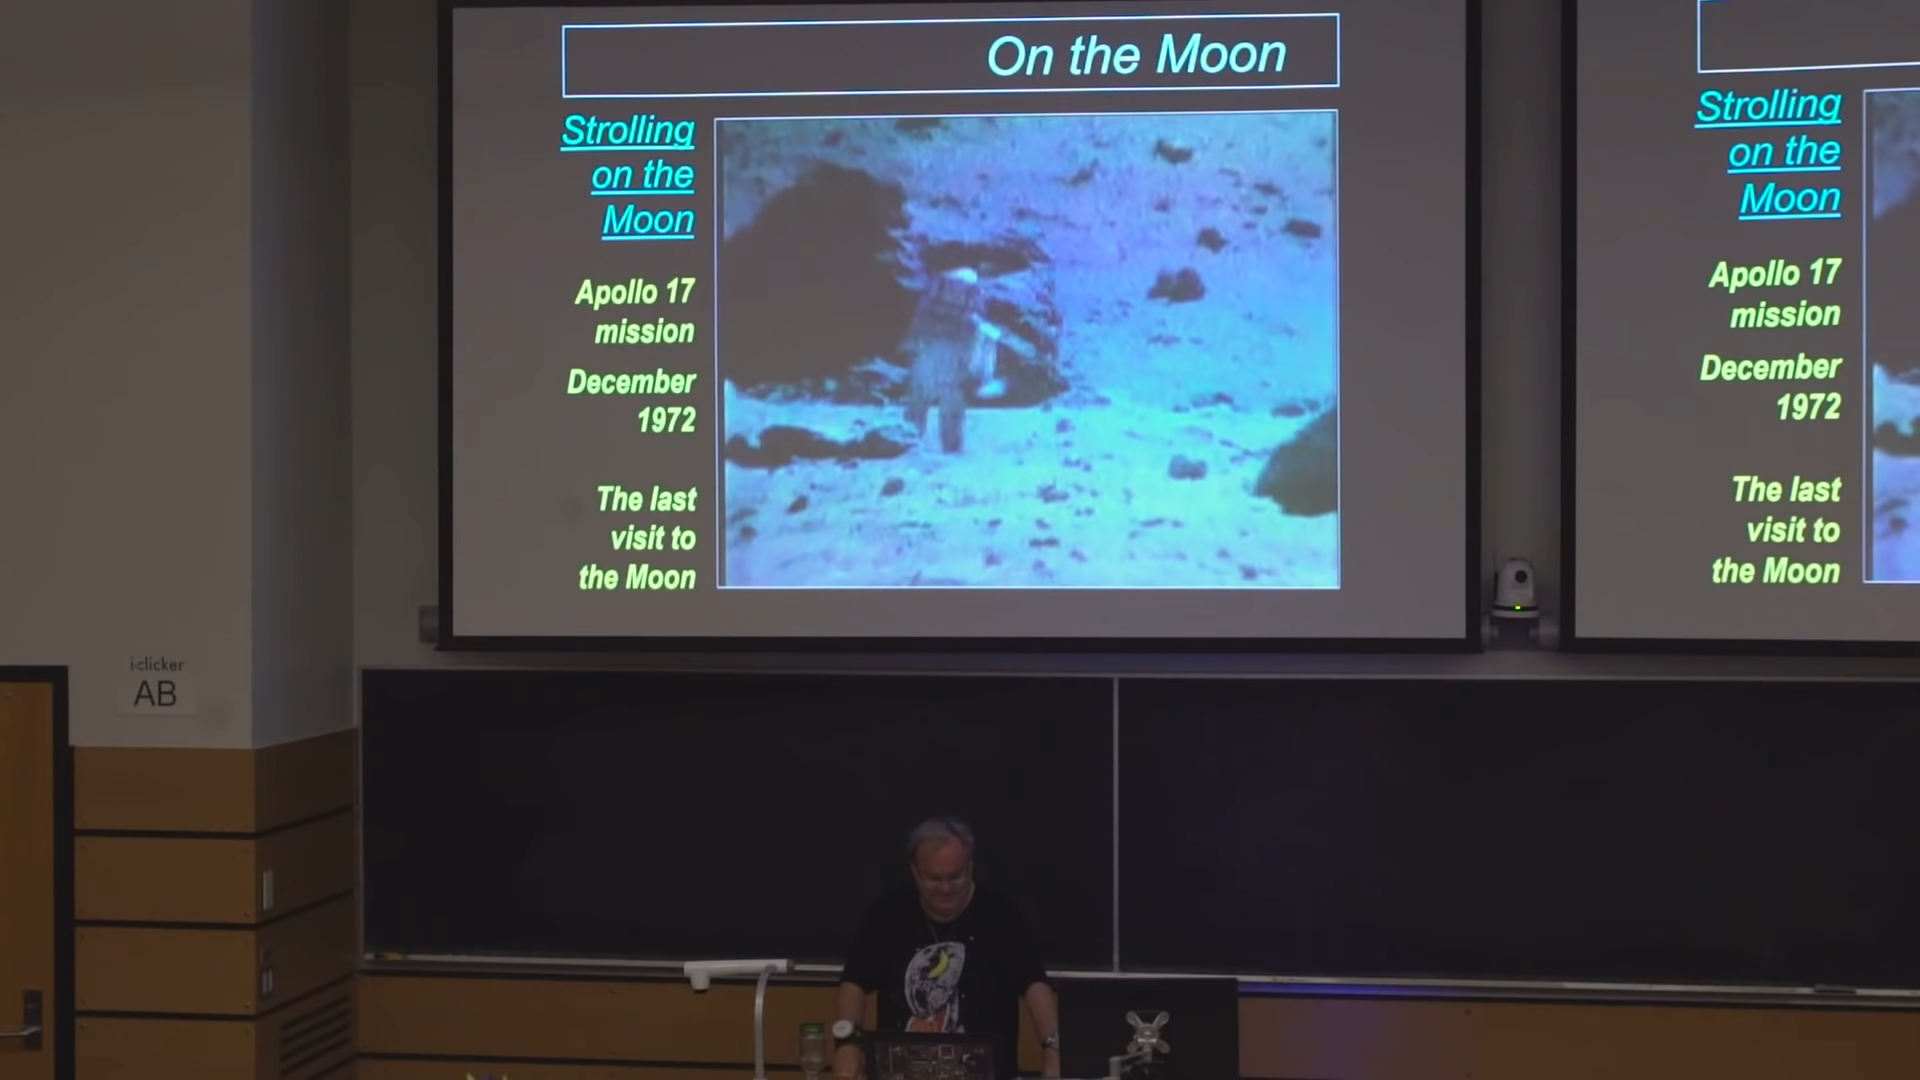 On the Moon
Strolling
on the
Moon
Apollo 17
mission
December
1972
The last
visit to
the Moon
Strolling
on the
Moon
Apollo 17
mission
December
1972
The last
visit to
the Moon
i-clicker
AB